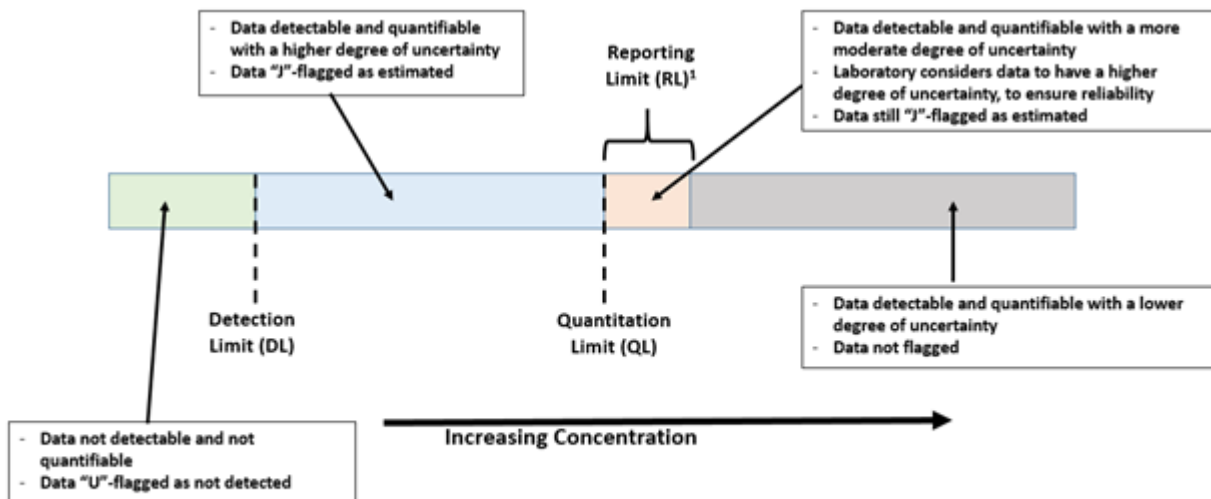 - Data detectable and quantifiable
with a higher degree of uncertainty
- Data “J”-flagged as estimated
Reporting
Limit (RL)¹
- Data detectable and quantifiable with a more
moderate degree of uncertainty
- Laboratory considers data to have a higher
degree of uncertainty, to ensure reliability
- Data still “J”-flagged as estimated
Detection
Limit (DL)
Quantitation
Limit (QL)
- Data detectable and quantifiable with a lower
degree of uncertainty
- Data not flagged
- Data not detectable and not
quantifiable
- Data “U”-flagged as not detected
Increasing Concentration